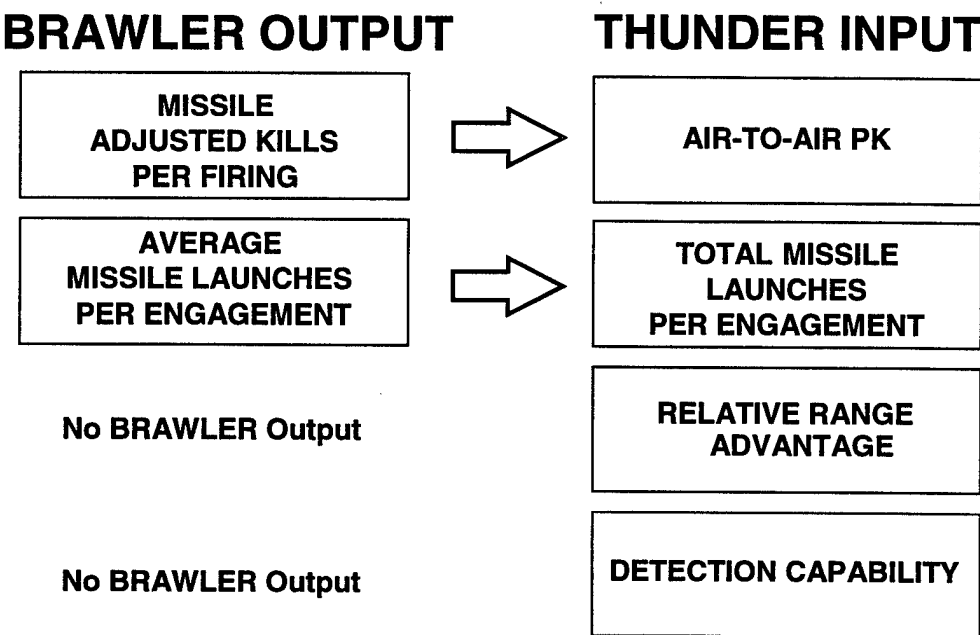 BRAWLER OUTPUT
THUNDER INPUT
MISSILE
ADJUSTED KILLS
PER FIRING
AIR-TO-AIR PK
AVERAGE
MISSILE LAUNCHES
PER ENGAGEMENT
TOTAL MISSILE
LAUNCHES
PER ENGAGEMENT
No BRAWLER Output
RELATIVE RANGE
ADVANTAGE
No BRAWLER Output
DETECTION CAPABILITY